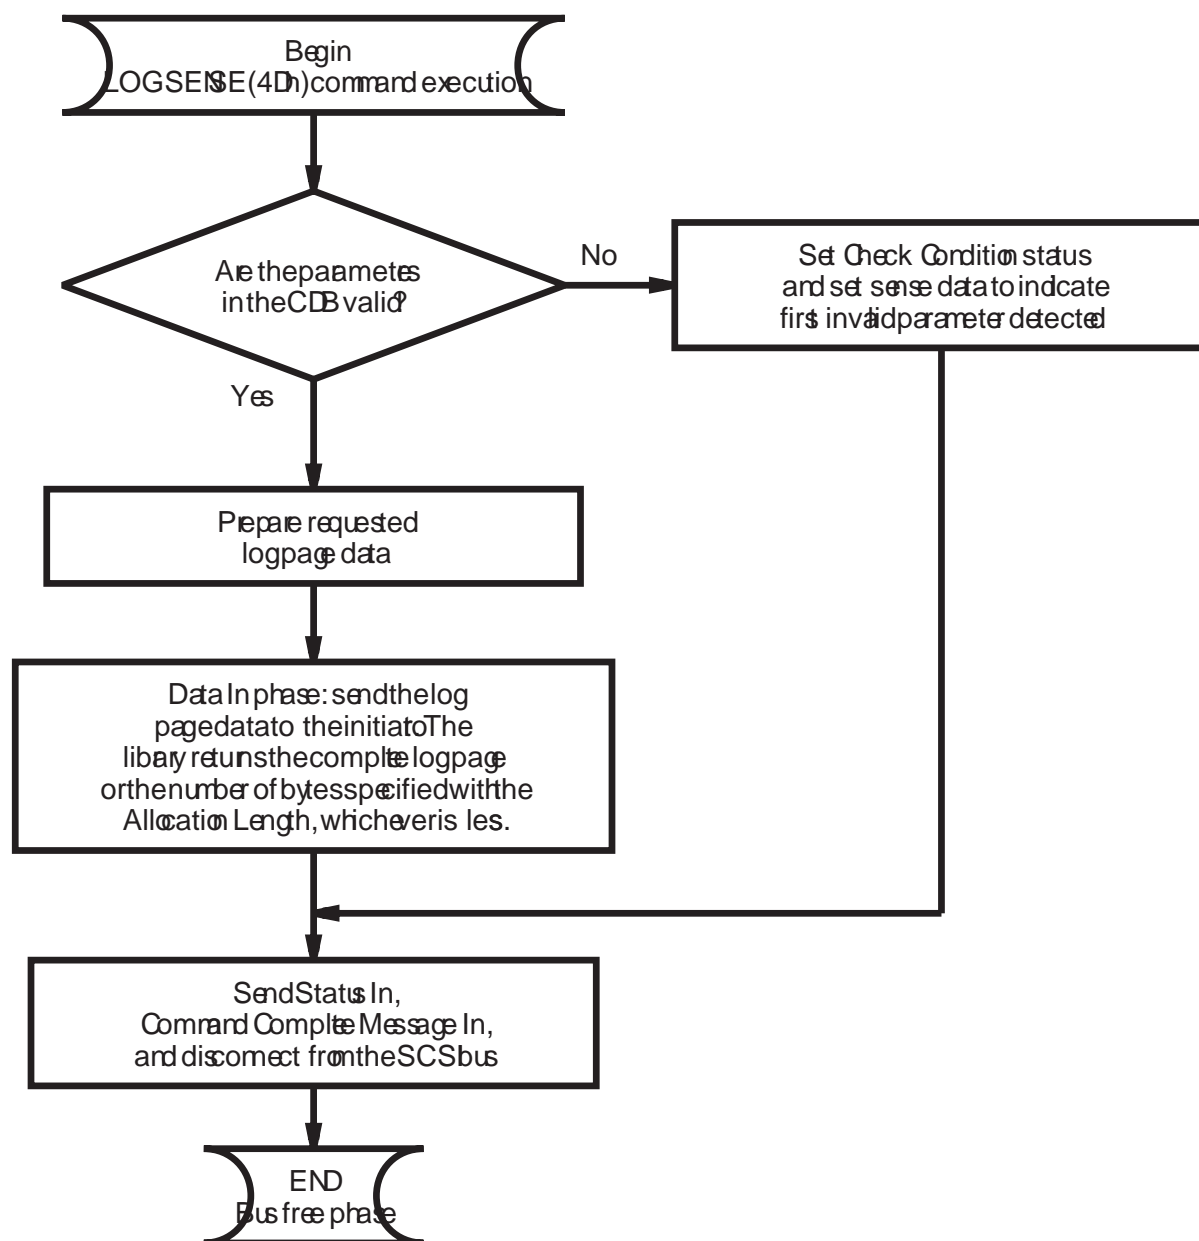 Begin
LOG SENSE (4Dh) command execution
Are the parameters
in the CDB valid?
No
Set Check Condition status
and set sense data to indicate
first invalid parameter detected
Yes
Prepare requested
log page data
Data In phase: send the log
page data to the initiator. The
library returns the complete log page
or the number of bytes specified with the
Allocation Length, whichever is less.
Send Status In,
Command Complete Message In,
and disconnect from the SCSI bus
END
Bus free phase